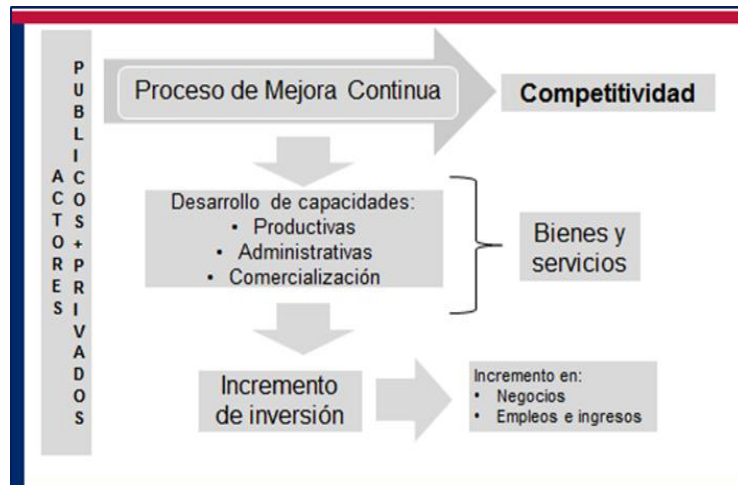 ACTORES
PUBLICOS+PRIVADOS
Proceso de Mejora Continua
Competitividad
Desarrollo de capacidades:
• Productivas
• Administrativas
• Comercialización
Bienes y
servicios
Incremento
de inversión
Incremento en:
• Negocios
• Empleos e ingresos